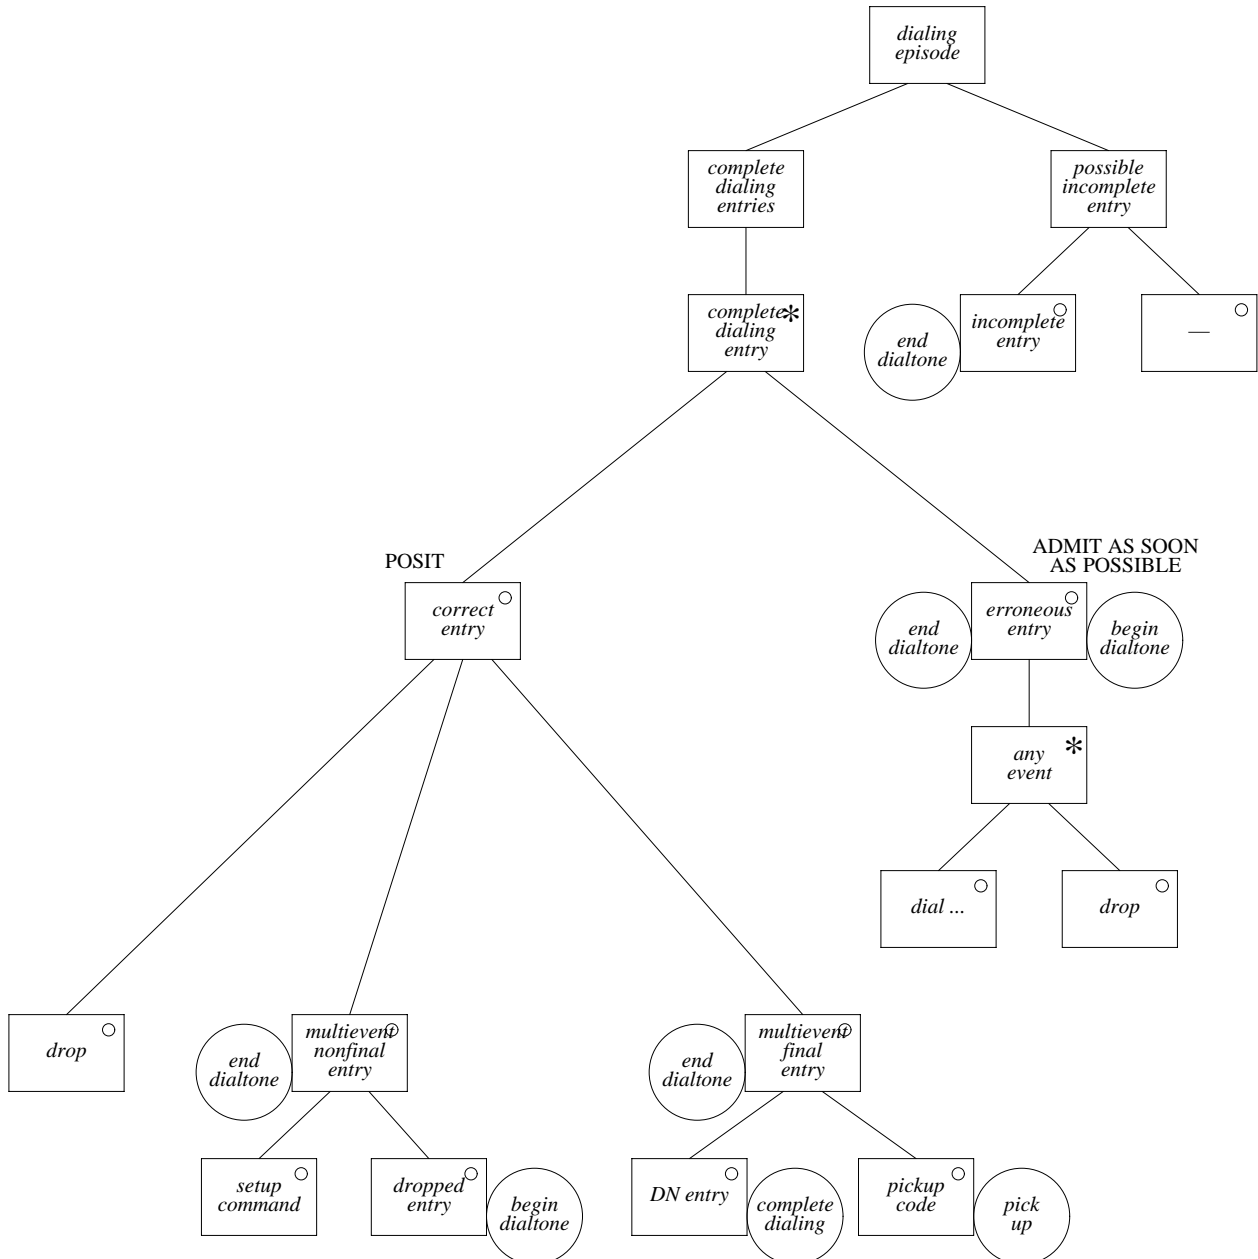 dialing
episode
complete
dialing
entries
possible
incomplete
entry
complete*
dialing
entry
end
dialtone
incomplete
entry
—
POSIT
ADMIT AS SOON
AS POSSIBLE
correct
entry
end
dialtone
erroneous
entry
begin
dialtone
any *
event
dial ...
drop
drop
end
dialtone
multievent
nonfinal
entry
end
dialtone
multievent
final
entry
setup
command
dropped
entry
begin
dialtone
DN entry
complete
dialing
pickup
code
pick
up